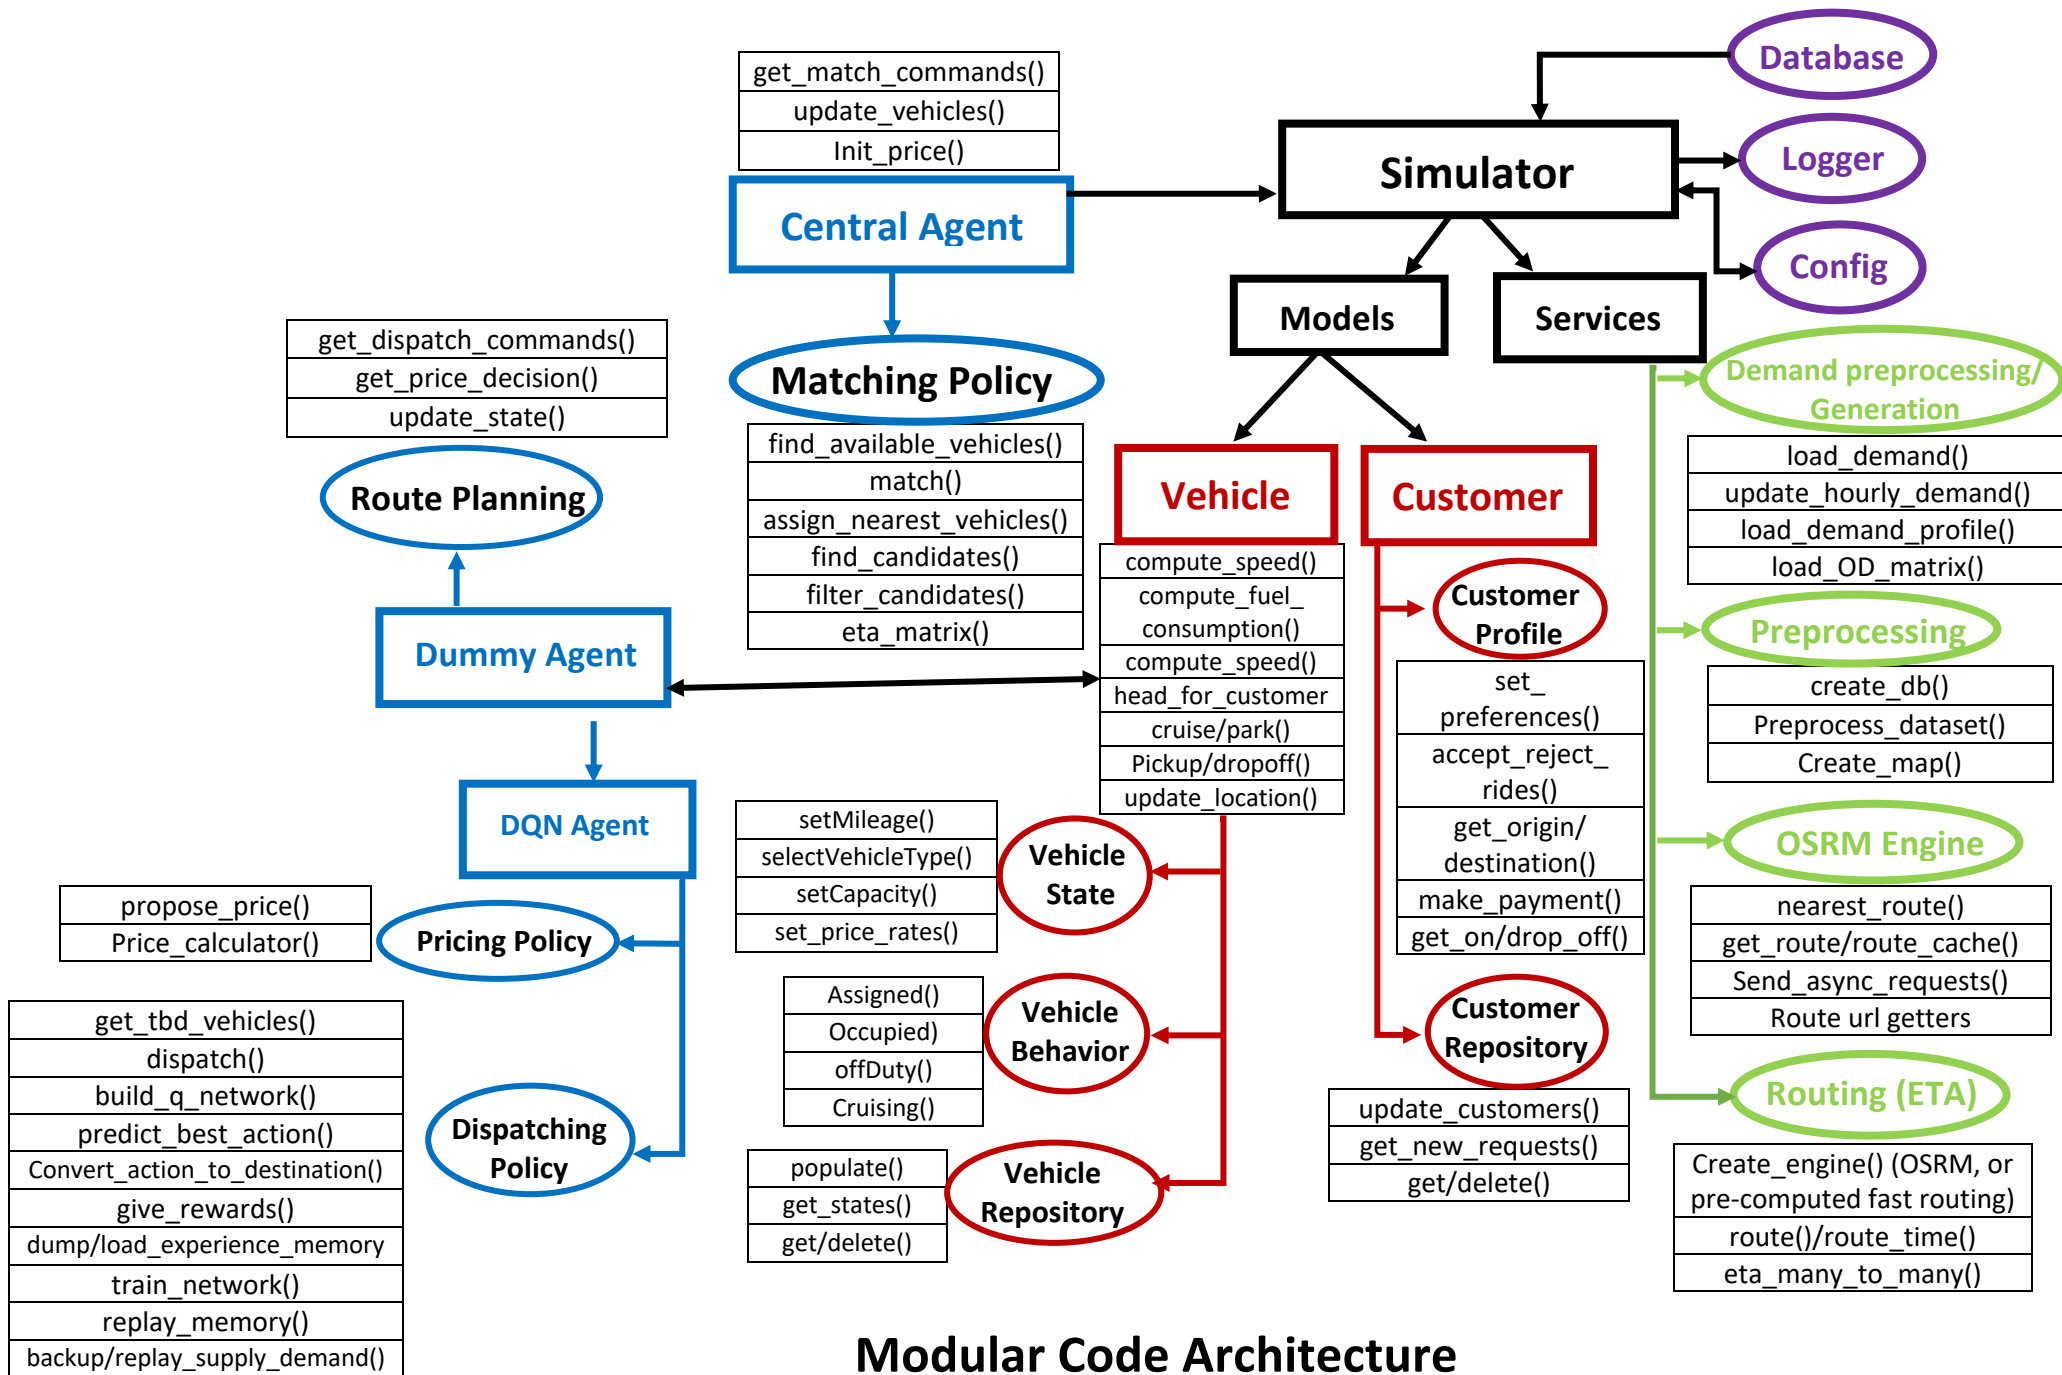 Database
get_match_commands()
update_vehicles()
Init_price()
Central Agent
Simulator
Logger
Config
Models
Services
Matching Policy
find_available_vehicles()
match()
assign_nearest_vehicles()
find_candidates()
filter_candidates()
eta_matrix()
get_dispatch_commands()
get_price_decision()
update_state()
Route Planning
Dummy Agent
DQN Agent
propose_price()
Price_calculator()
Pricing Policy
get_tbd_vehicles()
dispatch()
build_q_network()
predict_best_action()
Convert_action_to_destination()
give_rewards()
dump/load_experience_memory
train_network()
replay_memory()
backup/replay_supply_demand()
Dispatching
Policy
Vehicle
compute_speed()
compute_fuel_
consumption()
compute_speed()
head_for_customer
cruise/park()
Pickup/dropoff()
update_location()
setMileage()
selectVehicleType()
setCapacity()
set_price_rates()
Vehicle
State
Assigned()
Occupied)
offDuty()
Cruising()
Vehicle
Behavior
populate()
get_states()
get/delete()
Vehicle
Repository
Customer
Customer
Profile
set_
preferences()
accept_reject_
rides()
get_origin/
destination()
make_payment()
get_on/drop_off()
Customer
Repository
update_customers()
get_new_requests()
get/delete()
Demand preprocessing/
Generation
load_demand()
update_hourly_demand()
load_demand_profile()
load_OD_matrix()
Preprocessing
create_db()
Preprocess_dataset()
Create_map()
OSRM Engine
nearest_route()
get_route/route_cache()
Send_async_requests()
Route url getters
Routing (ETA)
Create_engine() (OSRM, or
pre-computed fast routing)
route()/route_time()
eta_many_to_many()
Modular Code Architecture